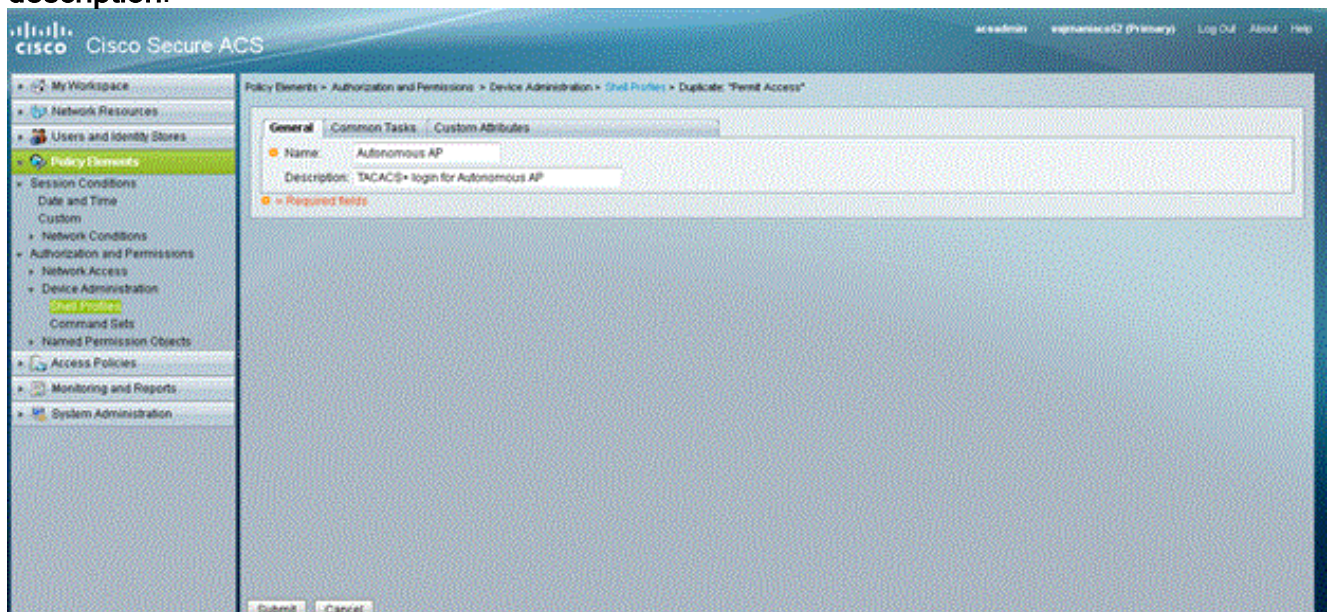 description.
cisco Cisco Secure ACS
acsadmin (Primary) Log Out About Help
My Workspace
Network Resources
Users and Identity Stores
Policy Elements
Session Conditions
Date and Time
Custom
Network Conditions
Authorization and Permissions
Network Access
Device Administration
Shell Profiles
Command Sets
Named Permission Objects
Access Policies
Monitoring and Reports
System Administration
Policy Elements > Authorization and Permissions > Device Administration > Shell Profiles > Duplicate: "Permit Access"
General Common Tasks Custom Attributes
Name: Autonomous AP
Description: TACACS+ login for Autonomous AP
= Required fields
Submit Cancel